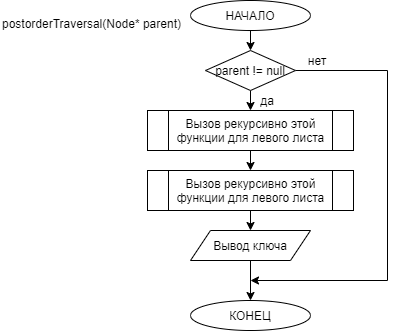 НАЧАЛО
postorderTraversal(Node* parent)
parent != null
нет
да
Вызов рекурсивно этой
функции для левого листа
Вызов рекурсивно этой
функции для левого листа
Вывод ключа
КОНЕЦ